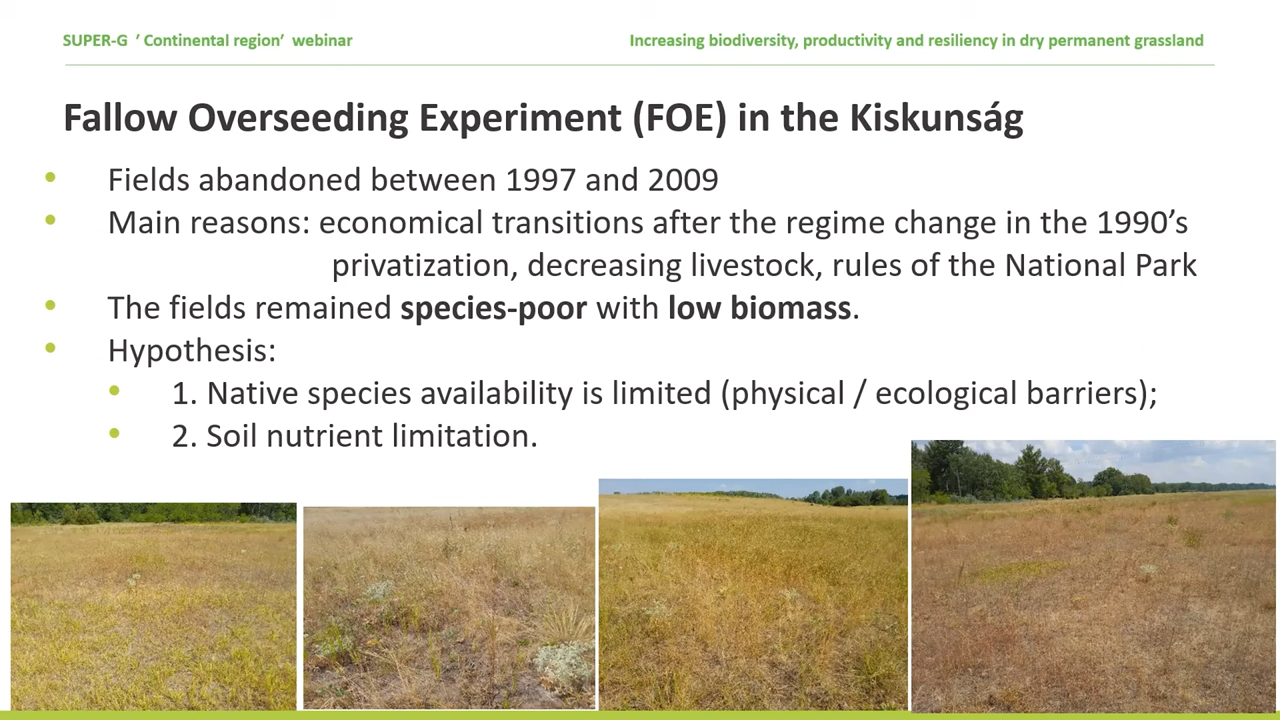 SUPER-G ’ Continental region’ webinar
Increasing biodiversity, productivity and resiliency in dry permanent grassland
Fallow Overseeding Experiment (FOE) in the Kiskunság
• Fields abandoned between 1997 and 2009
• Main reasons: economical transitions after the regime change in the 1990’s
privatization, decreasing livestock, rules of the National Park
• The fields remained species-poor with low biomass.
• Hypothesis:
• 1. Native species availability is limited (physical / ecological barriers);
• 2. Soil nutrient limitation.